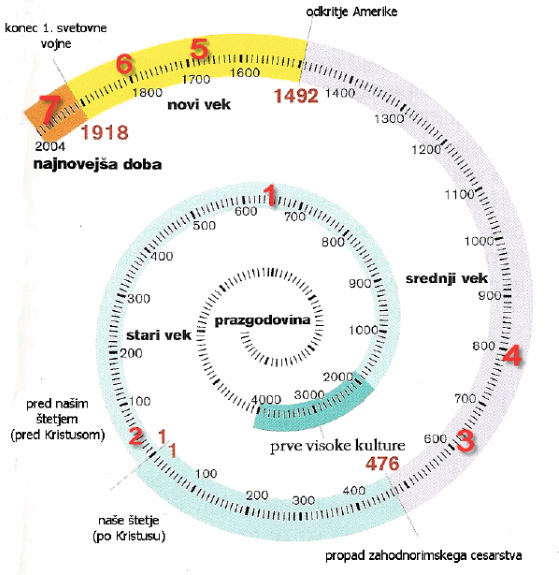 odkritje Amerike
konec 1. svetovne
vojne
7
6
5
2004
1918
1800
1700
1600
1492
novi vek
najnovejša doba
1400
1300
1200
1100
1000
900
800
700
600
srednji vek
4
3
476
propad zahodnorimskega cesarstva
400
300
200
100
naše štetje
(po Kristusu)
1
1
2
pred našim
štetjem
(pred Kristusom)
100
200
300
400
500
600
1
700
800
900
1000
stari vek
prazgodovina
2000
3000
4000
prve visoke kulture